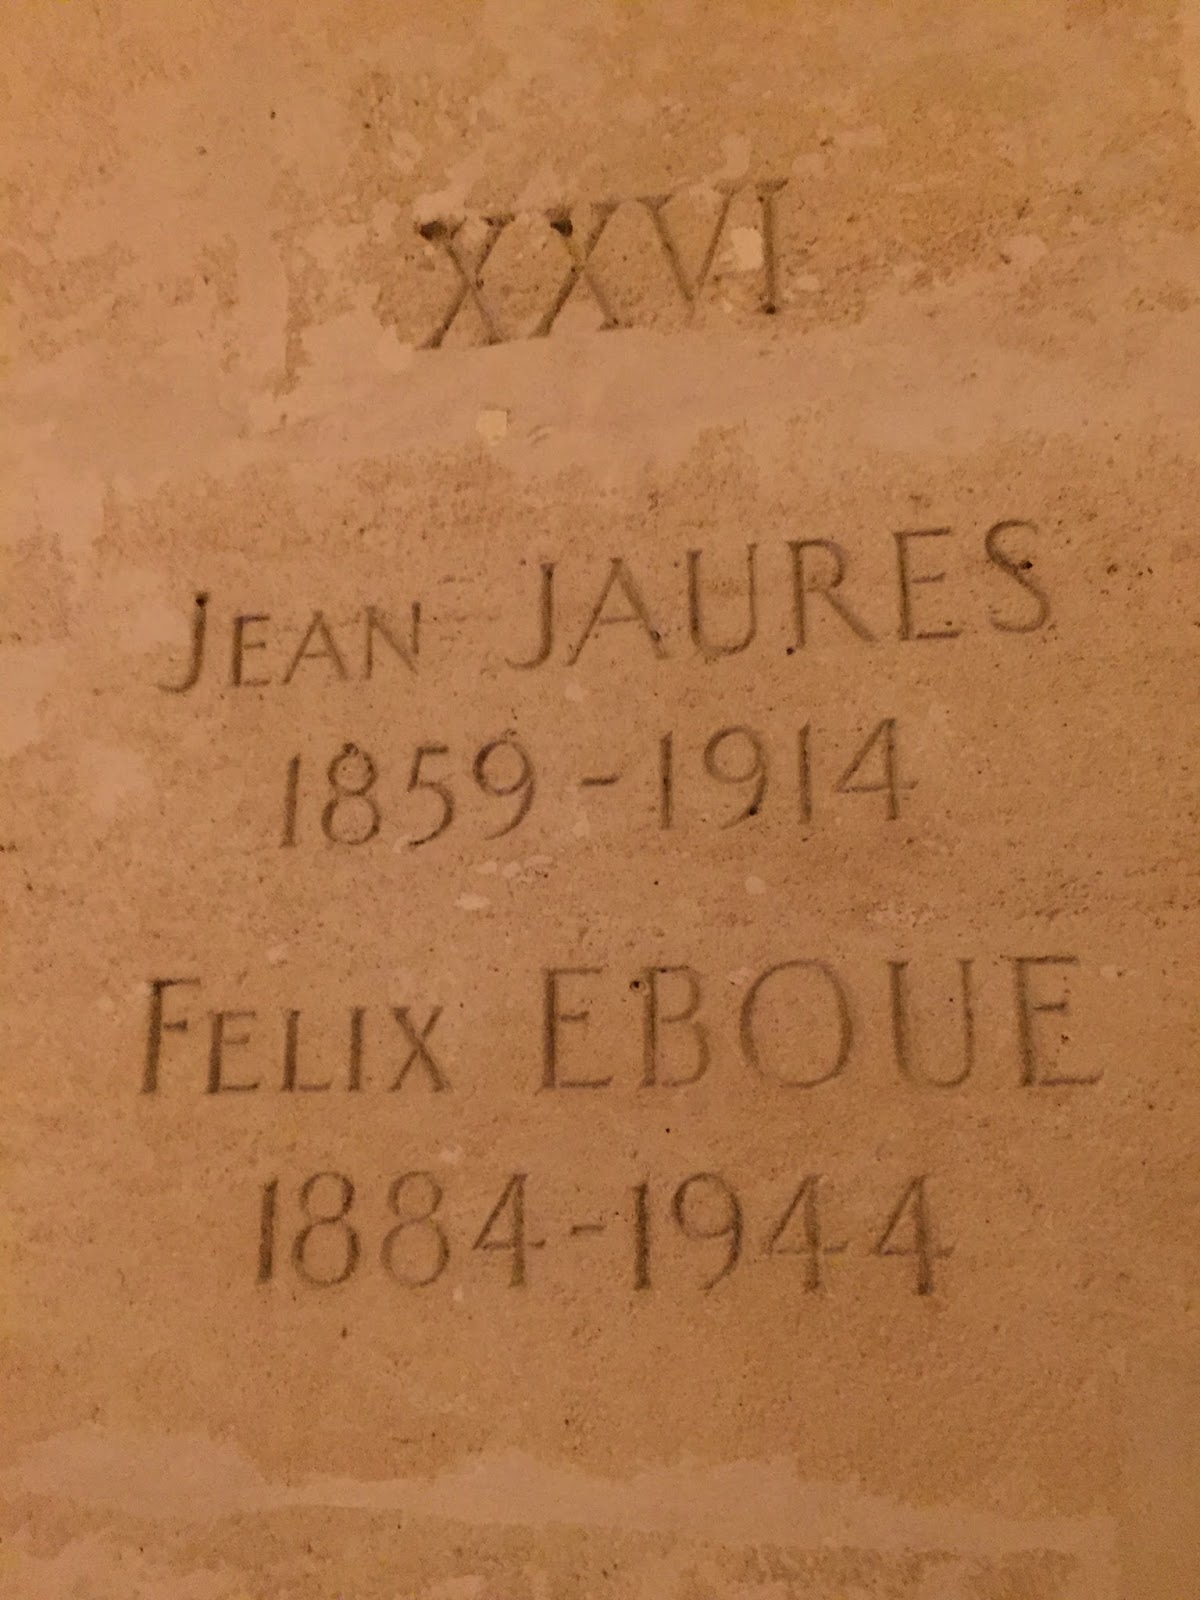 XXVI
JEAN JAURES
1859-1914
FELIX EBOUE
1884-1944